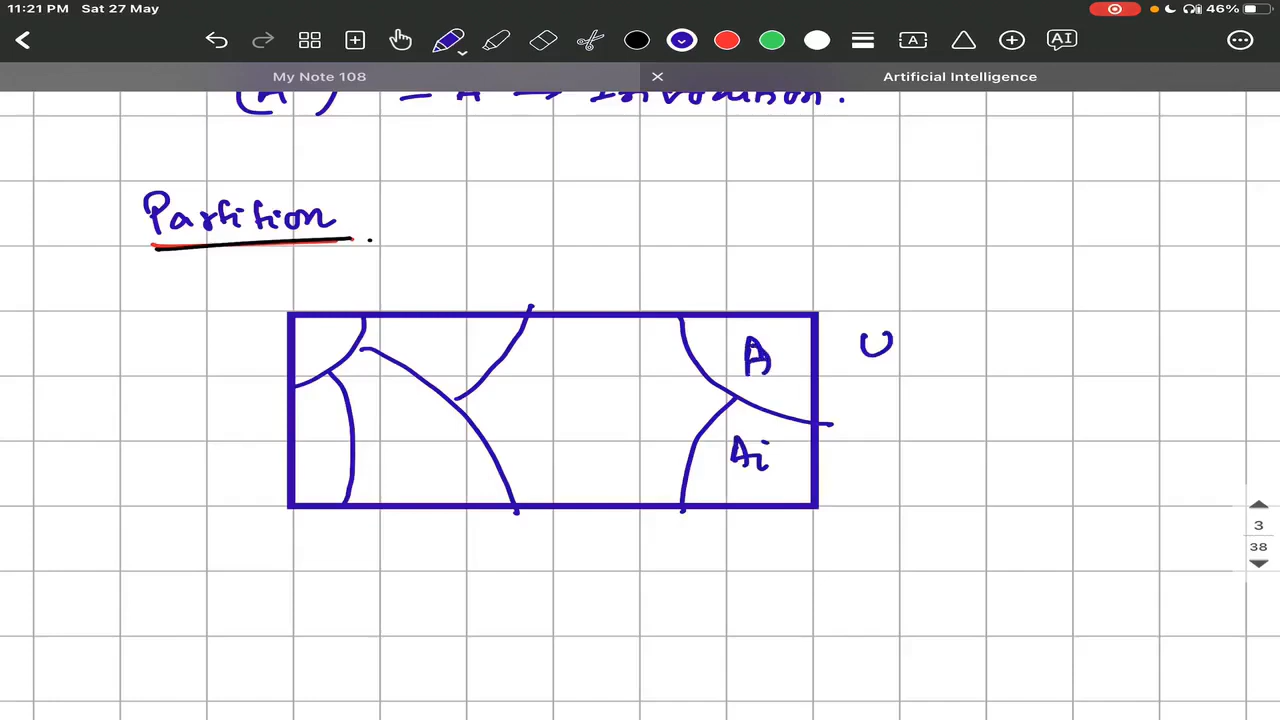 11:21 PM Sat 27 May 46%
My Note 108 Artificial Intelligence
Partition
A U
Ai
3
38